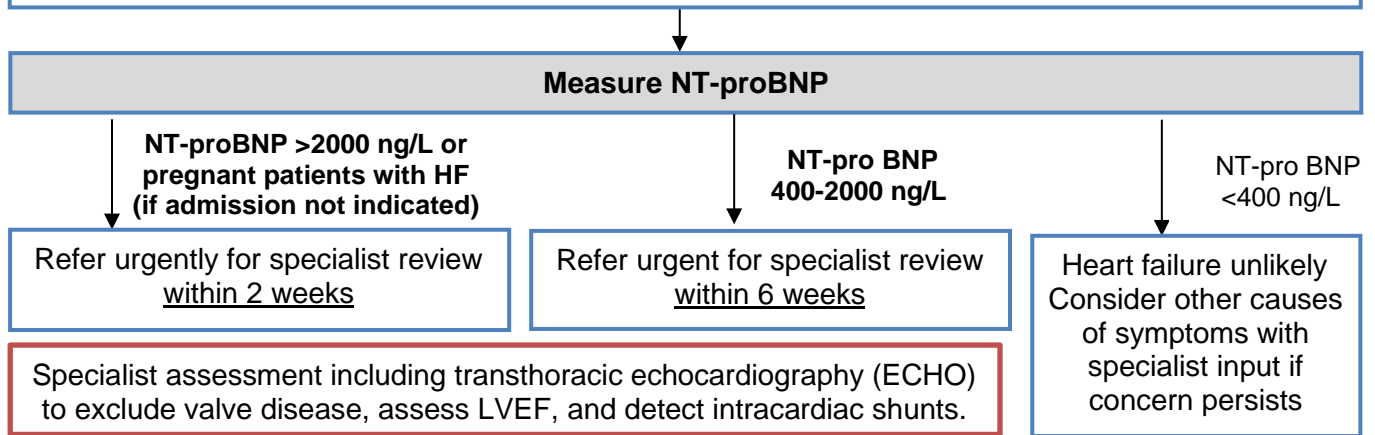 Measure NT-proBNP
NT-proBNP >2000 ng/L or
pregnant patients with HF
(if admission not indicated)
NT-pro BNP
400-2000 ng/L
NT-pro BNP
<400 ng/L
Refer urgently for specialist review
within 2 weeks
Refer urgent for specialist review
within 6 weeks
Heart failure unlikely
Consider other causes
of symptoms with
specialist input if
concern persists
Specialist assessment including transthoracic echocardiography (ECHO)
to exclude valve disease, assess LVEF, and detect intracardiac shunts.